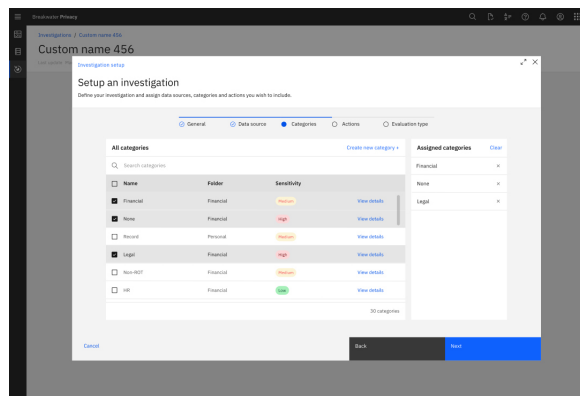 Breakwater Privacy
Investigations / Custom name 456
Custom name 456
Investigation setup
Setup an investigation
Define your investigation and assign data sources, categories and actions you wish to include.
General Data source Categories Actions Evaluation type
All categories Create new category +
Search categories
Name Folder Sensitivity
Financial Financial Medium View details
None Financial High View details
Record Personal Medium View details
Legal Financial High View details
Non-ROT Financial Medium View details
HR Financial Low View details
30 categories
Assigned categories Clear
Financial
None
Legal
Cancel Back Next